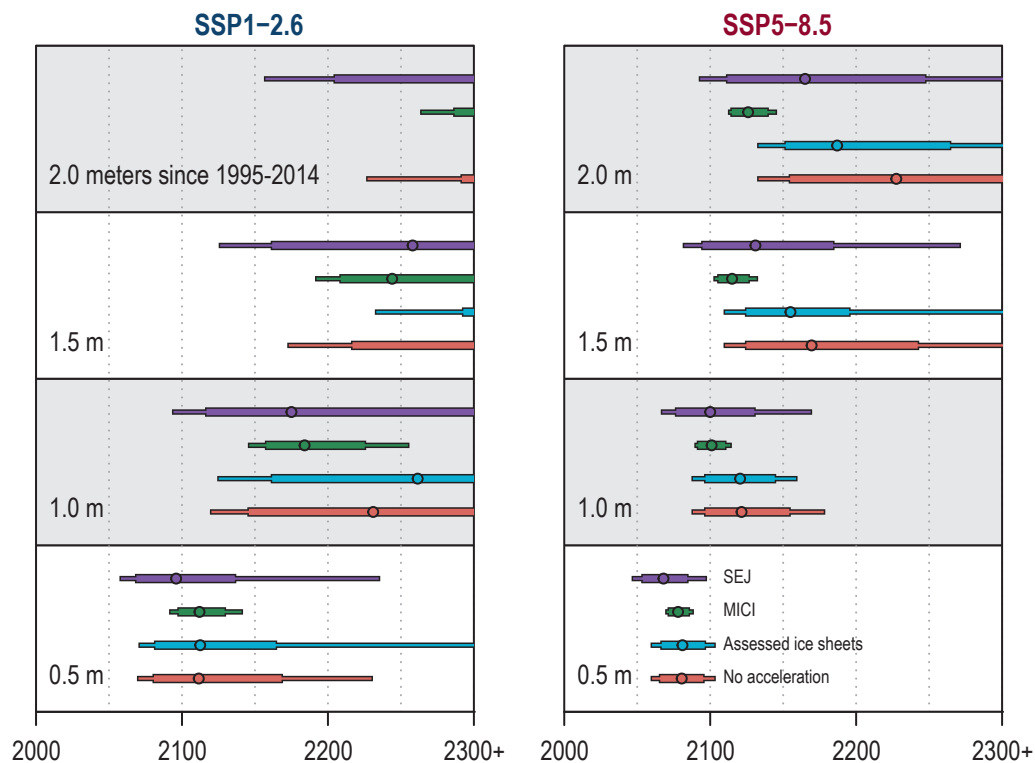 SSP1−2.6
2.0 meters since 1995-2014
1.5 m
1.0 m
0.5 m
2000 2100 2200 2300+
SSP5−8.5
2.0 m
1.5 m
1.0 m
SEJ
MICI
Assessed ice sheets
0.5 m No acceleration
2000 2100 2200 2300+